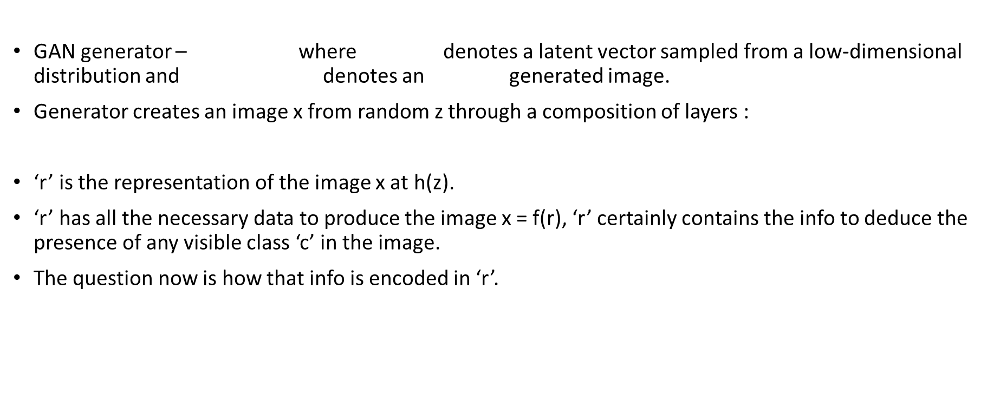 • GAN generator – where denotes a latent vector sampled from a low-dimensional
distribution and denotes an generated image.
• Generator creates an image x from random z through a composition of layers :
• ‘r’ is the representation of the image x at h(z).
• ‘r’ has all the necessary data to produce the image x = f(r), ‘r’ certainly contains the info to deduce the
presence of any visible class ‘c’ in the image.
• The question now is how that info is encoded in ‘r’.